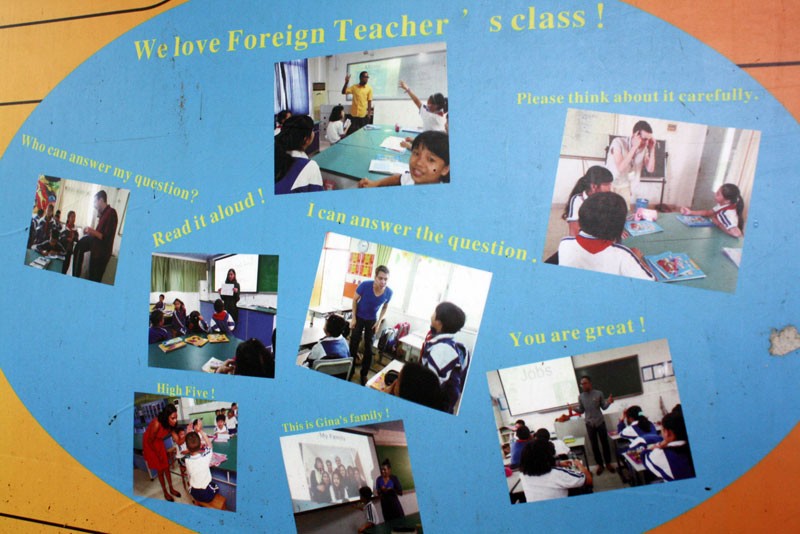 We love Foreign Teacher ' s class !
Please think about it carefully.
Who can answer my question?
Read it aloud !
I can answer the question .
You are great !
Jobs
High Five !
This is Gina's family !
My Family